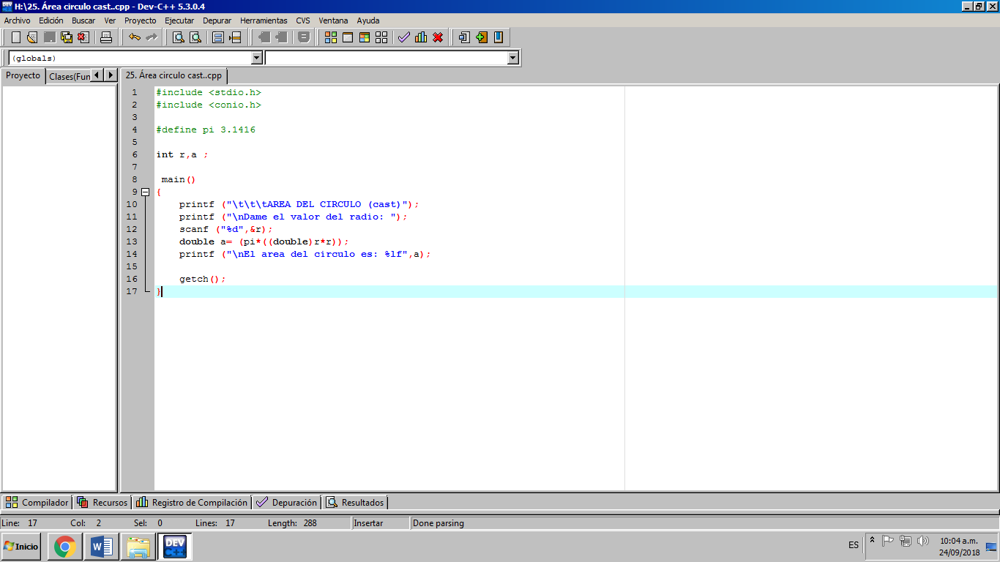 H:\25. Área circulo cast..cpp - Dev-C++ 5.3.0.4
Archivo Edición Buscar Ver Proyecto Ejecutar Depurar Herramientas CVS Ventana Ayuda
(globals)
Proyecto Clases(Fun 25. Área circulo cast..cpp
1 #include <stdio.h>
2 #include <conio.h>
3
4 #define pi 3.1416
5
6 int r,a ;
7
8 main()
9 {
10 printf ("\t\t\tAREA DEL CIRCULO (cast)");
11 printf ("\nDame el valor del radio: ");
12 scanf ("%d",&r);
13 double a= (pi*((double)r*r));
14 printf ("\nEl area del circulo es: %lf",a);
15
16 getch();
17 }
Compilador Recursos Registro de Compilación Depuración Resultados
Line: 17 Col: 2 Sel: 0 Lines: 17 Length: 288 Insertar Done parsing
Inicio W DEV C++ ES 10:04 a.m.
24/09/2018